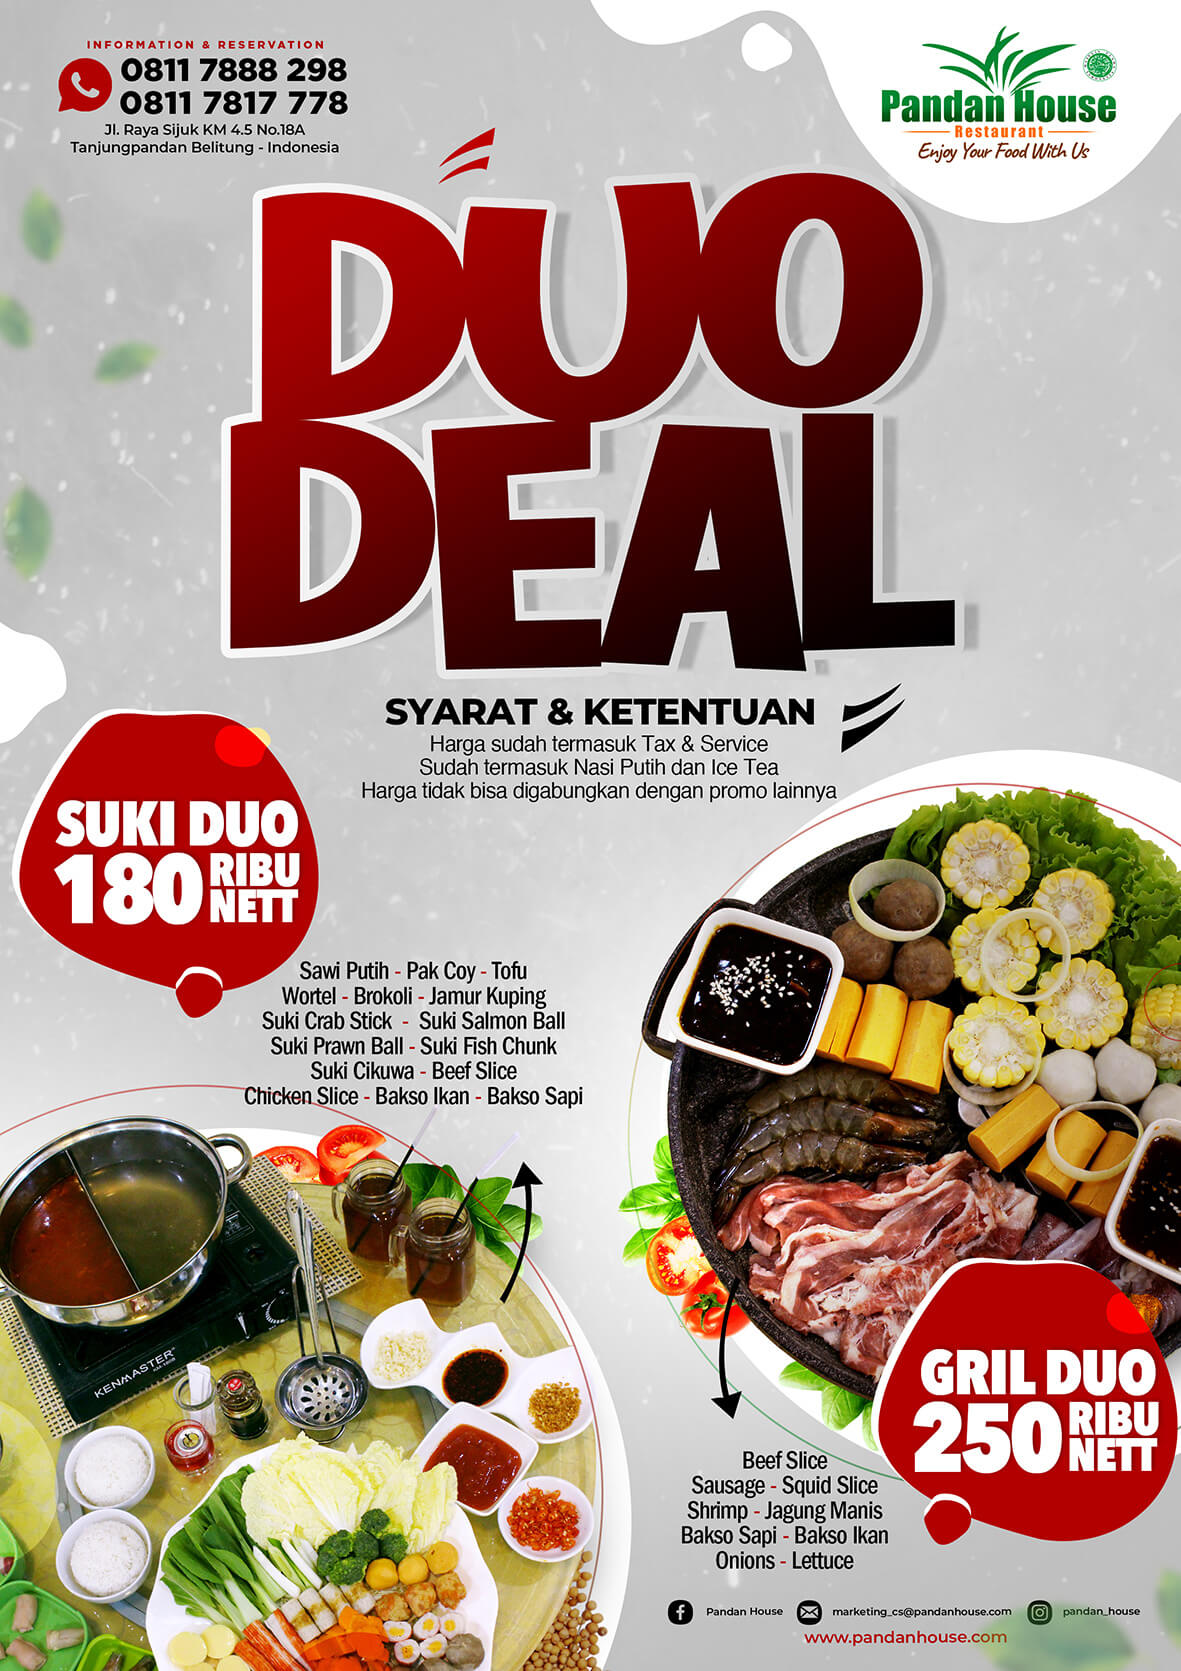 INFORMATION & RESERVATION
0811 7888 298
0811 7817 778
Jl. Raya Sijuk KM 4.5 No.18A
Tanjungpandan Belitung - Indonesia
Pandan House
Restaurant
Enjoy Your Food With Us
DUO
DEAL
SYARAT & KETENTUAN
Harga sudah termasuk Tax & Service
Sudah termasuk Nasi Putih dan Ice Tea
Harga tidak bisa digabungkan dengan promo lainnya
SUKI DUO
180 RIBU NETT
Sawi Putih - Pak Coy - Tofu
Wortel - Brokoli - Jamur Kuping
Suki Crab Stick - Suki Salmon Ball
Suki Prawn Ball - Suki Fish Chunk
Suki Cikuwa - Beef Slice
Chicken Slice - Bakso Ikan - Bakso Sapi
KENMASTER
GRIL DUO
250 RIBU NETT
Beef Slice
Sausage - Squid Slice
Shrimp - Jagung Manis
Bakso Sapi - Bakso Ikan
Onions - Lettuce
Pandan House marketing_cs@pandanhouse.com pandan_house
www.pandanhouse.com